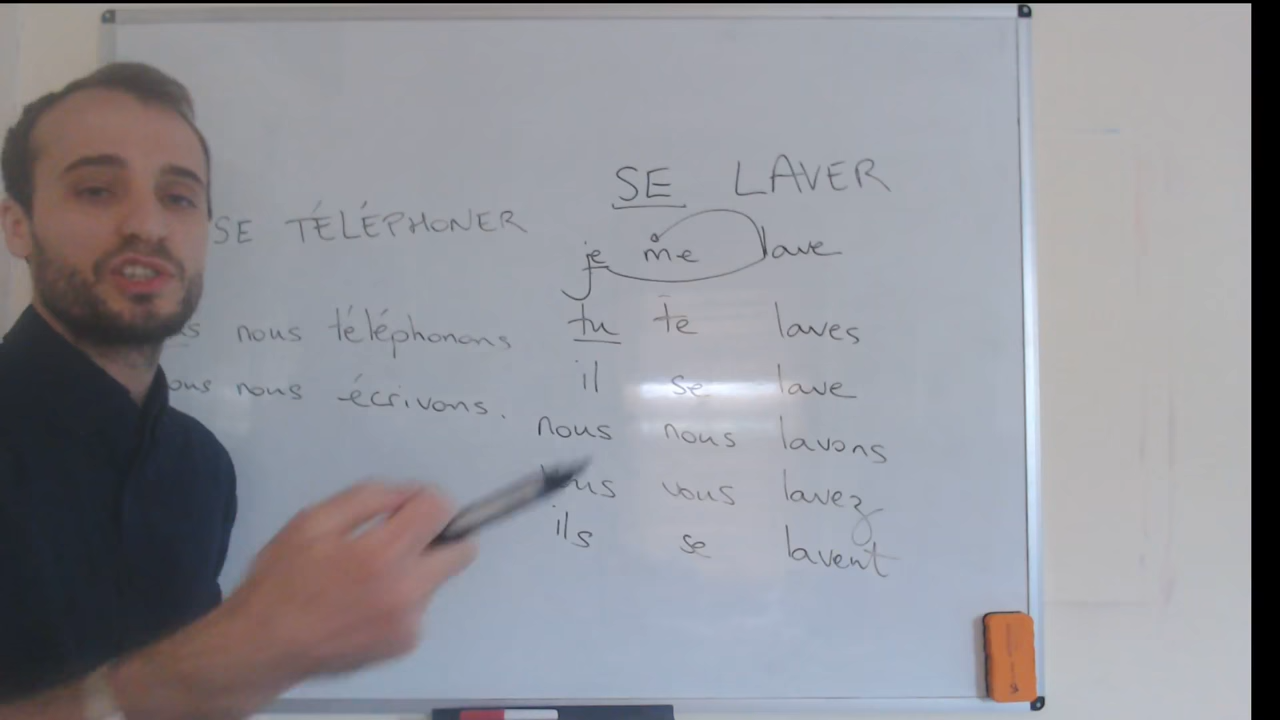 SE TÉLÉPHONER
nous téléphonons
nous écrivons.
SE LAVER
je me lave
tu te laves
il se lave
nous nous lavons
vous lavez
ils se lavent